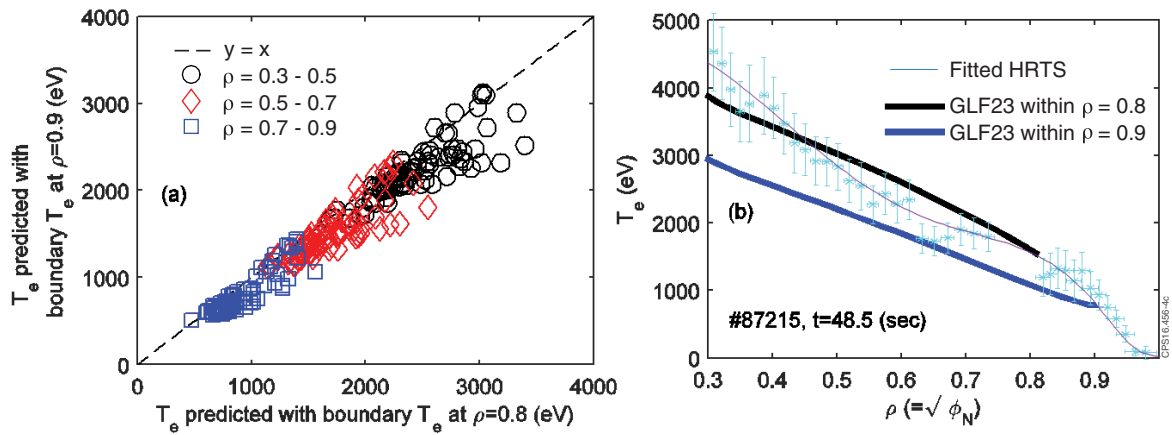 4000
3000
2000
1000
0
0
1000
2000
3000
4000
T_e predicted with
boundary T_e at ρ=0.9 (eV)
T_e predicted with boundary T_e at ρ=0.8 (eV)
y = x
ρ = 0.3 - 0.5
ρ = 0.5 - 0.7
ρ = 0.7 - 0.9
(a)
5000
4000
3000
2000
1000
0
T_e (eV)
0.3
0.4
0.5
0.6
0.7
0.8
0.9
ρ (=√ ϕ_N)
Fitted HRTS
GLF23 within ρ = 0.8
GLF23 within ρ = 0.9
(b)
#87215, t=48.5 (sec)
CPS16.456-4c